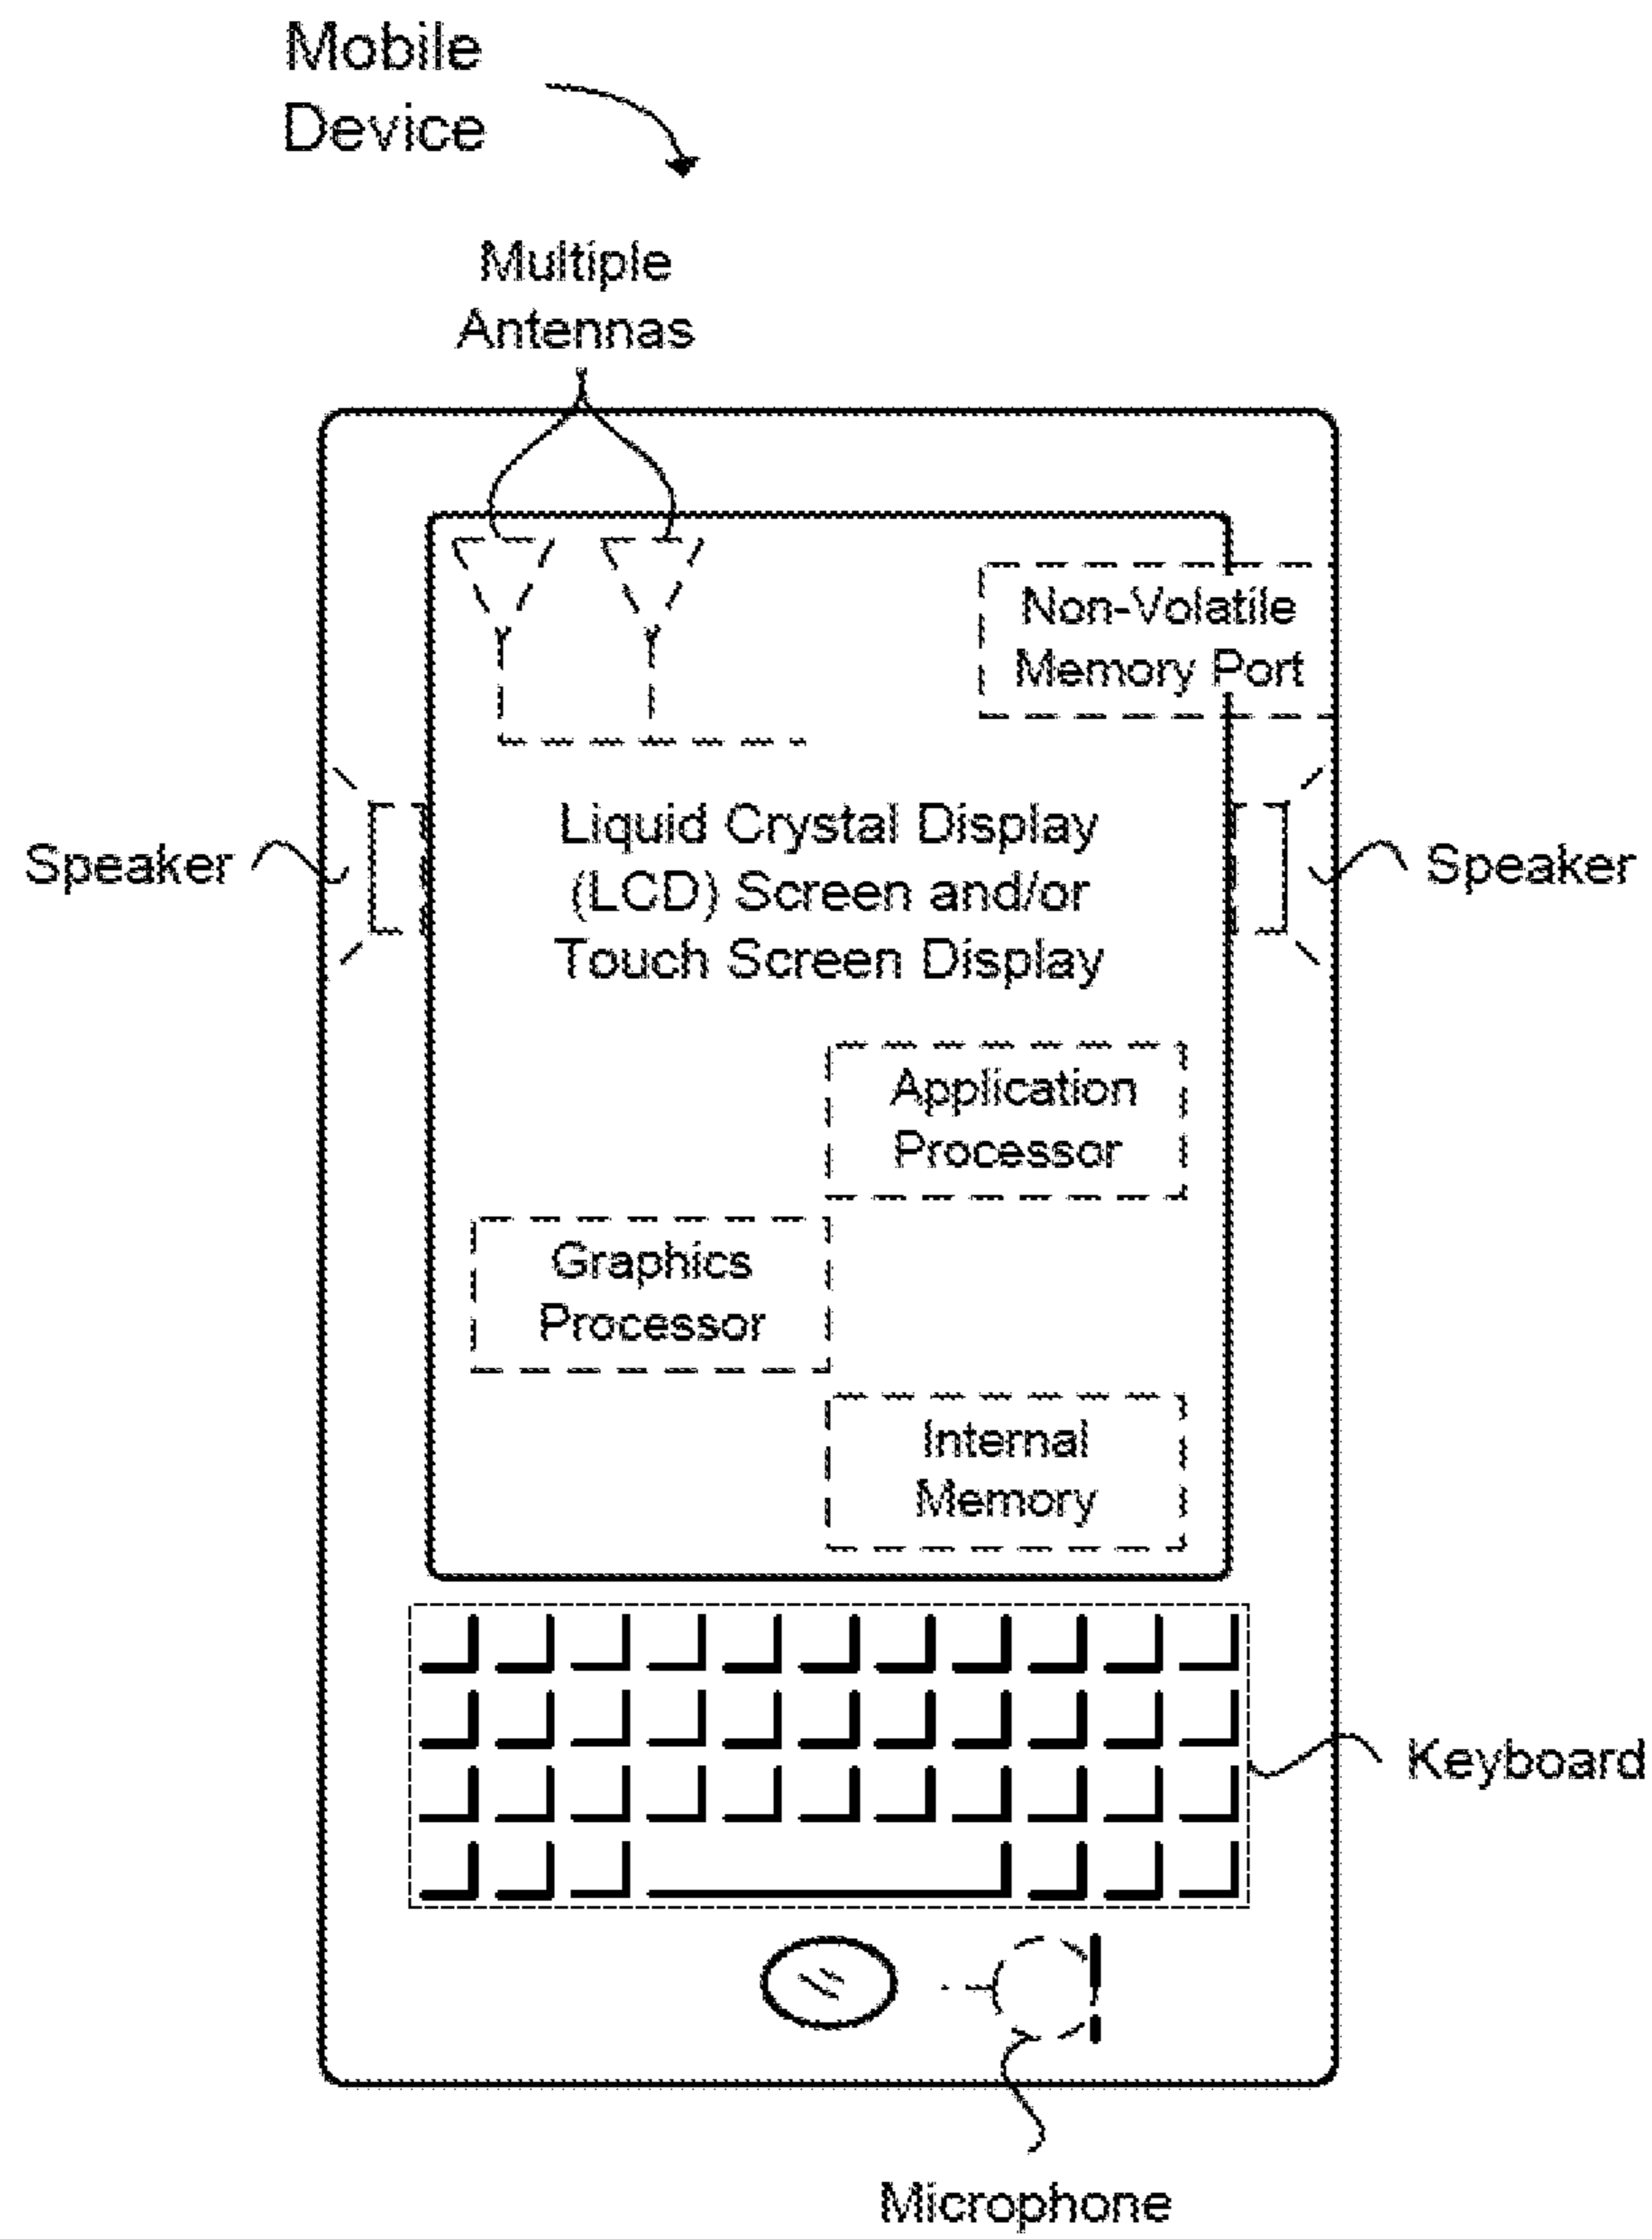 Mobile
Device
Multiple
Antennas
Non-Volatile
Memory Port
Speaker
Liquid Crystal Display
(LCD) Screen and/or
Touch Screen Display
Speaker
Application
Processor
Graphics
Processor
Internal
Memory
Keyboard
Microphone